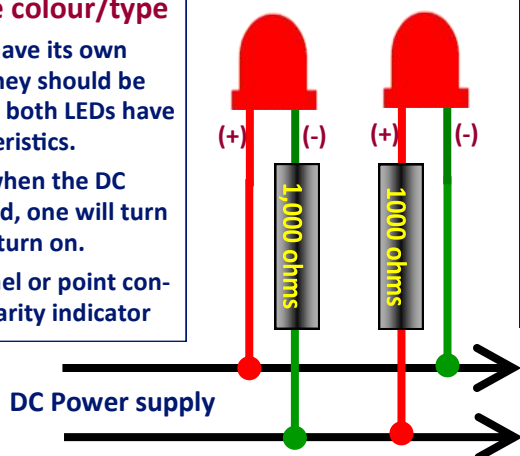 e colour/type
ave its own
hey should be
both LEDs have
eristics.
when the DC
d, one will turn
turn on.
nel or point con-
arity indicator
(+) (-) (+) (-)
1,000 ohms
1000 ohms
DC Power supply